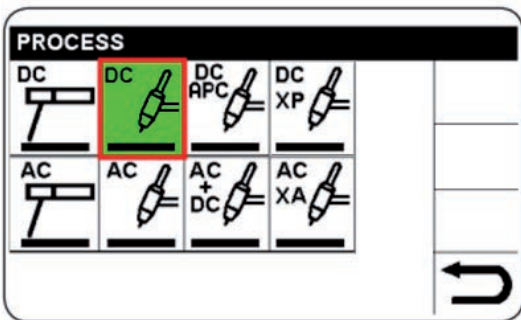 PROCESS
DC DC DC APC DC XP
AC AC AC + DC AC XA